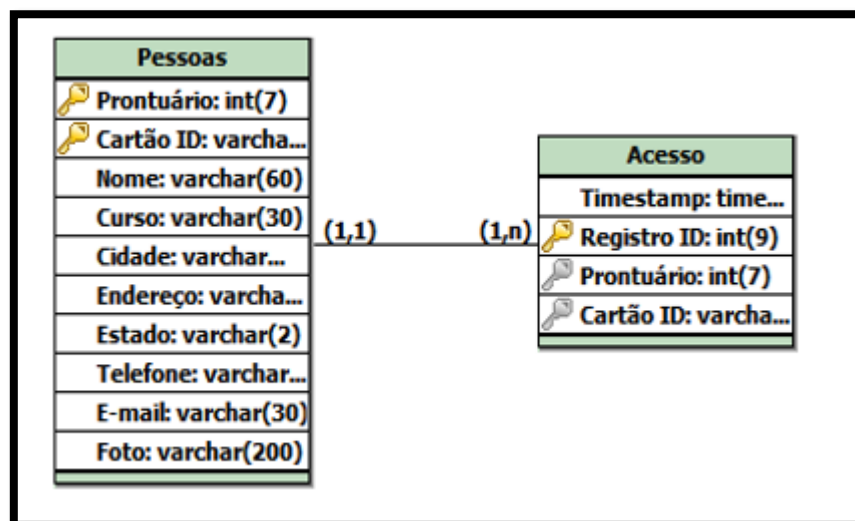 Pessoas
Prontuário: int(7)
Cartão ID: varcha...
Nome: varchar(60)
Curso: varchar(30)
Cidade: varchar...
Endereço: varcha...
Estado: varchar(2)
Telefone: varchar...
E-mail: varchar(30)
Foto: varchar(200)
(1,1)
(1,n)
Acesso
Timestamp: time...
Registro ID: int(9)
Prontuário: int(7)
Cartão ID: varcha...